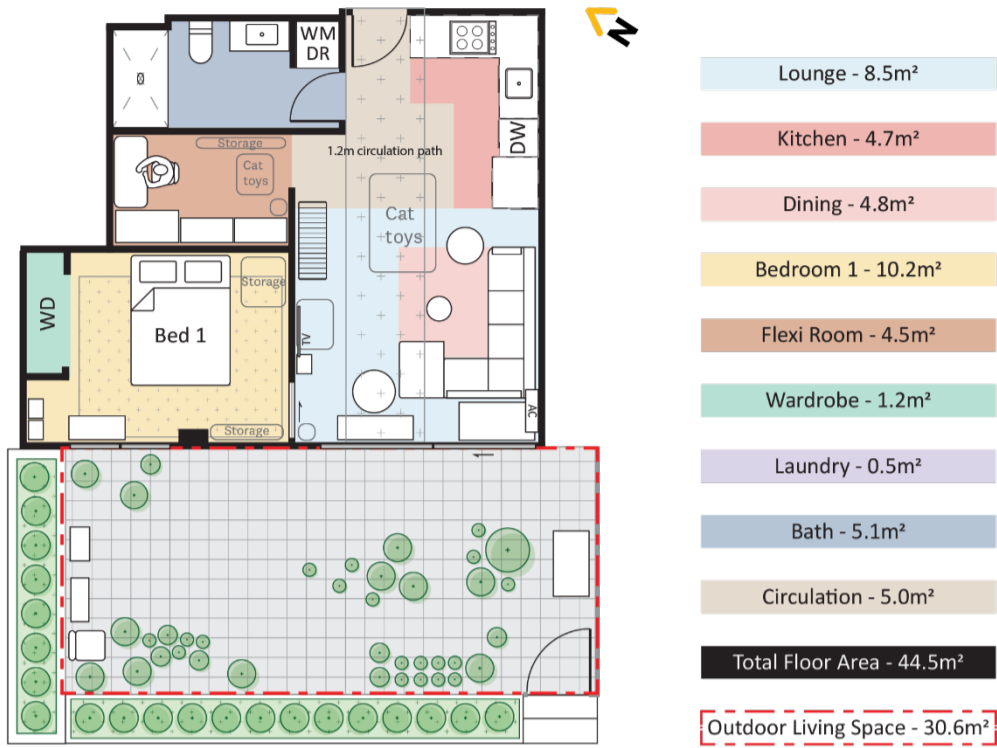 N
WM
DR
DW
Storage
Cat
toys
1.2m circulation path
Cat
toys
Storage
WD
Bed 1
TV
Storage
AC
1
Lounge - 8.5m²
Kitchen - 4.7m²
Dining - 4.8m²
Bedroom 1 - 10.2m²
Flexi Room - 4.5m²
Wardrobe - 1.2m²
Laundry - 0.5m²
Bath - 5.1m²
Circulation - 5.0m²
Total Floor Area - 44.5m²
Outdoor Living Space - 30.6m²